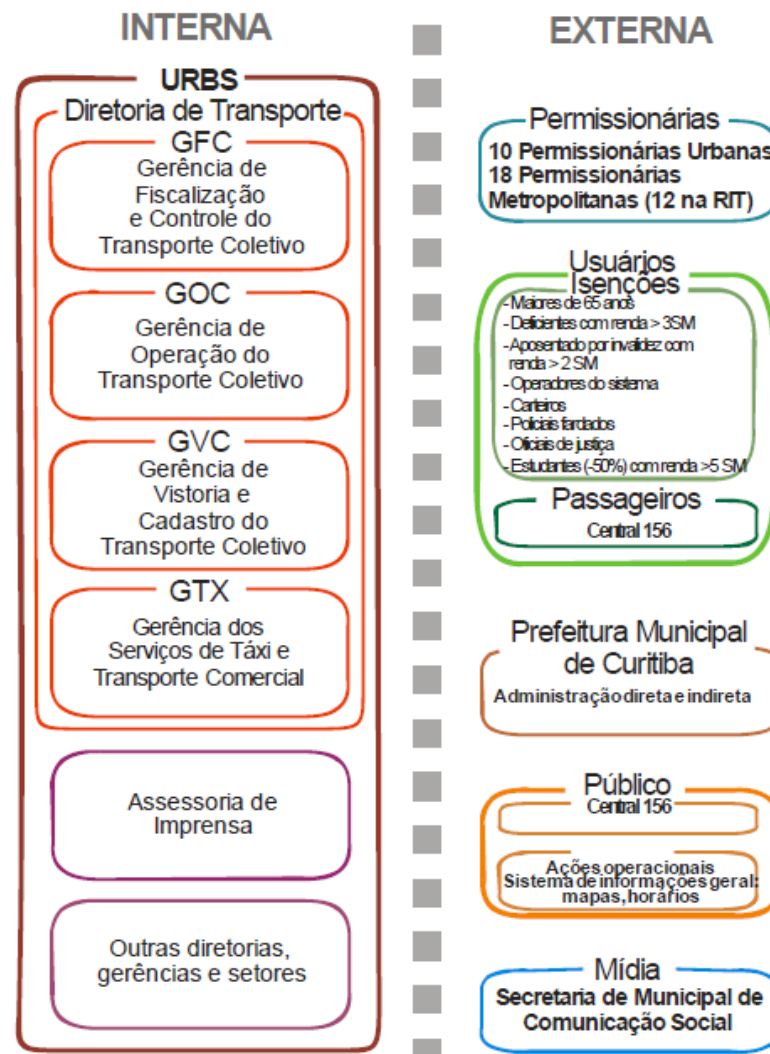 INTERNA
URBS
Diretoria de Transporte
GFC
Gerência de
Fiscalização
e Controle do
Transporte Coletivo
GOC
Gerência de
Operação do
Transporte Coletivo
GVC
Gerência de
Vistoria e
Cadastro do
Transporte Coletivo
GTX
Gerência dos
Serviços de Táxi e
Transporte Comercial
Assessoria de
Imprensa
Outras diretorias,
gerências e setores
EXTERNA
Permissionárias
10 Permissionárias Urbanas
18 Permissionárias
Metropolitanas (12 na RIT)
Usuários
Isenções
- Maiores de 65 anos
- Deficientes com renda > 3SM
- Aposentado por invalidez com
renda > 2 SM
- Operadores do sistema
- Carteiros
- Policiais fardados
- Oficiais de justiça
- Estudantes (-50%) com renda >5 SM
Passageiros
Central 156
Prefeitura Municipal
de Curitiba
Administração direta e indireta
Público
Central 156
Ações operacionais
Sistema de informações geral:
mapas, horários
Mídia
Secretaria de Municipal de
Comunicação Social